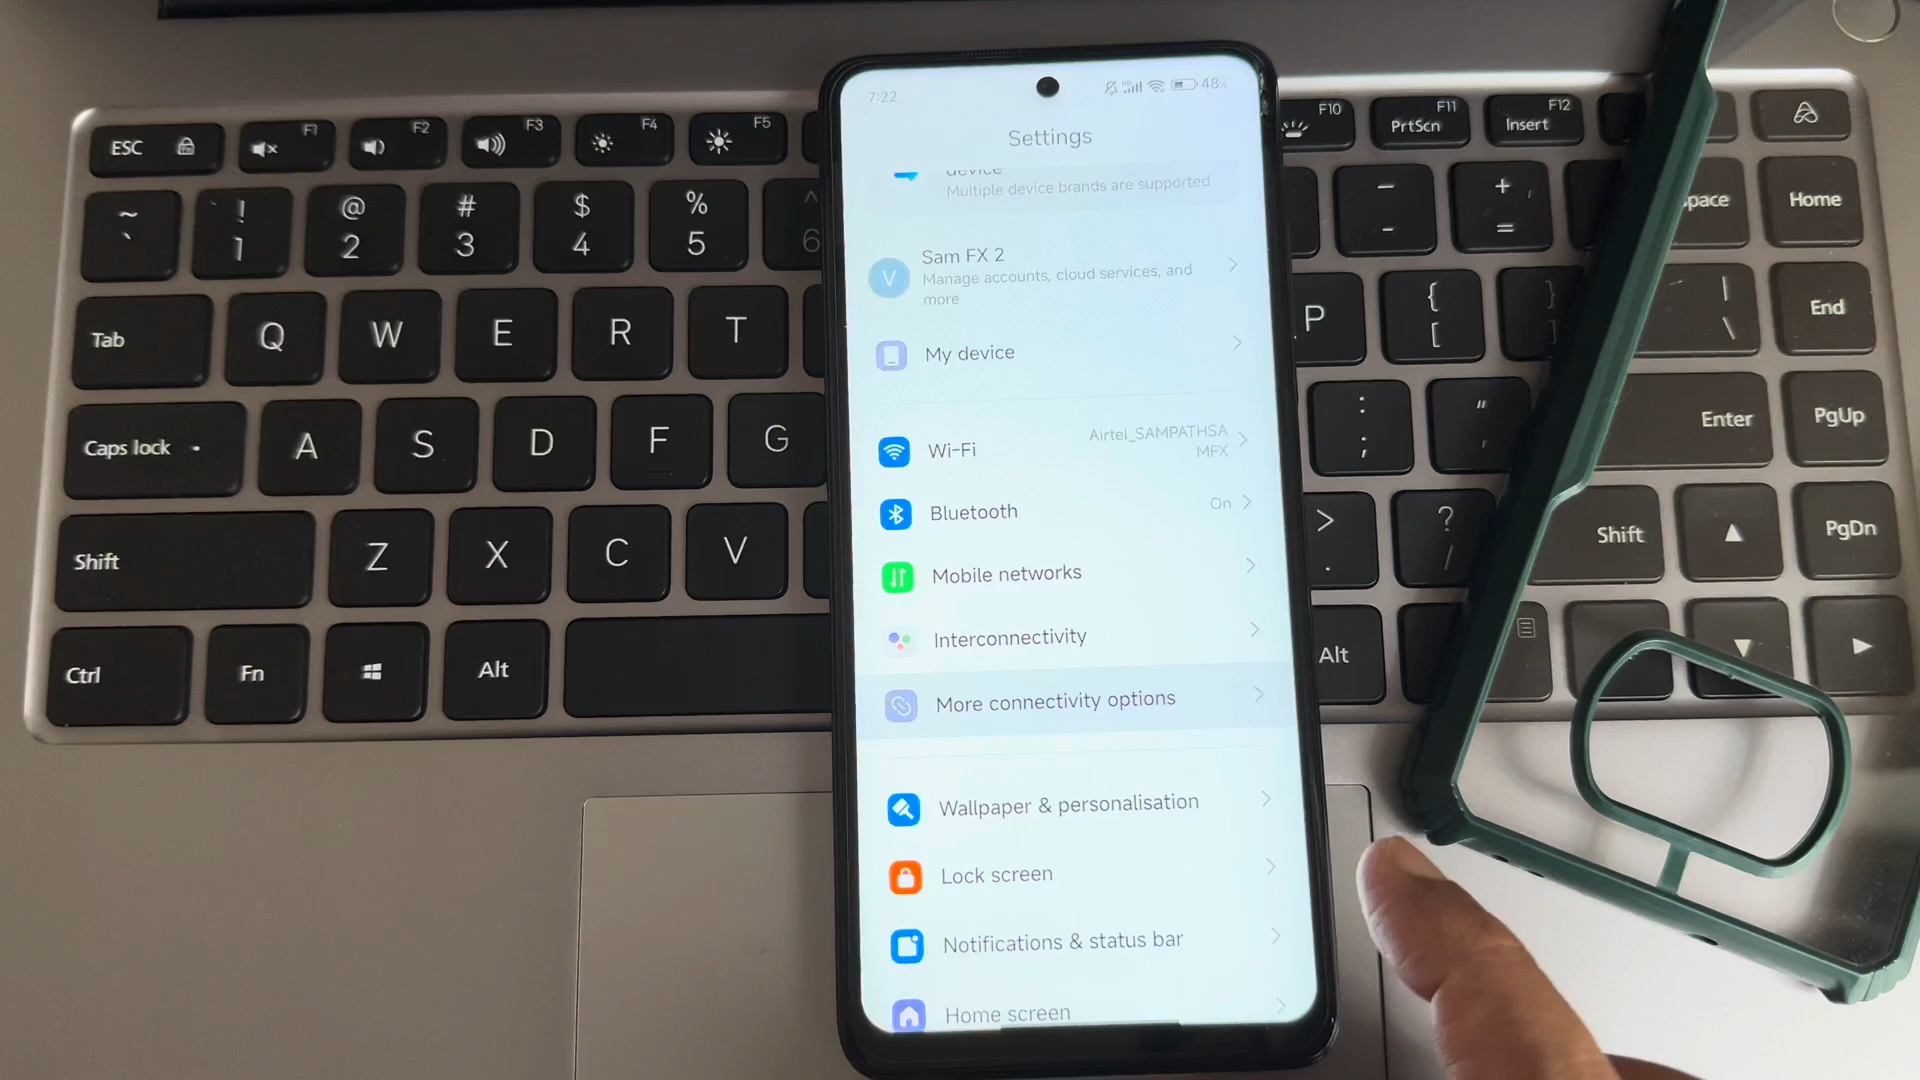 7:22
48%
Settings
device
Multiple device brands are supported
V
Sam FX 2
Manage accounts, cloud services, and
more
My device
Wi-Fi
Airtel_SAMPATHSA
MFX
Bluetooth
On
Mobile networks
Interconnectivity
More connectivity options
Wallpaper & personalisation
Lock screen
Notifications & status bar
Home screen
ESC F1 F2 F3 F4 F5 F10 F11 PrtScn F12 Insert
~ ` ! 1 @ 2 # 3 $ 4 % 5 ^ 6 _ - + = Home
Tab Q W E R T P { [ } ] | \ End
Caps lock A S D F G : ; " ' Enter PgUp
Shift Z X C V > . ? / Shift PgDn
Ctrl Fn Alt Alt